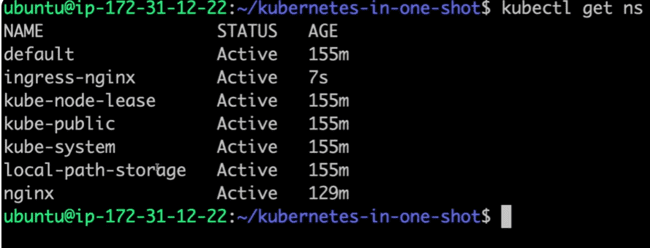 ubuntu@ip-172-31-12-22:~/kubernetes-in-one-shot$ kubectl get ns
NAME STATUS AGE
default Active 155m
ingress-nginx Active 7s
kube-node-lease Active 155m
kube-public Active 155m
kube-system Active 155m
local-path-storage Active 155m
nginx Active 129m
ubuntu@ip-172-31-12-22:~/kubernetes-in-one-shot$